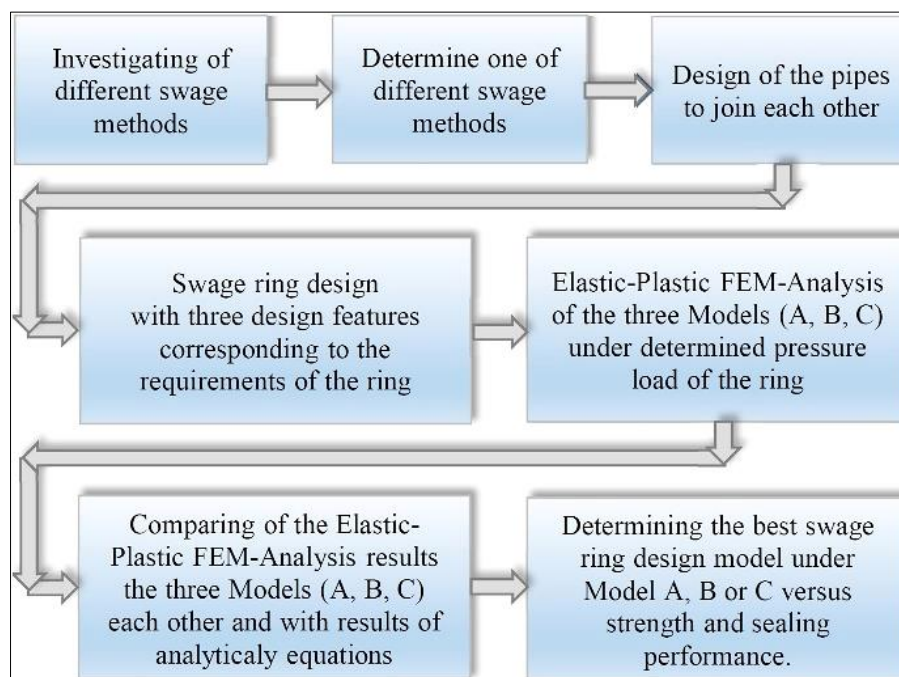 Investigating of
different swage
methods
Determine one of
different swage
methods
Design of the pipes
to join each other
Swage ring design
with three design features
corresponding to the
requirements of the ring
Elastic-Plastic FEM-Analysis
of the three Models (A, B, C)
under determined pressure
load of the ring
Comparing of the Elastic-
Plastic FEM-Analysis results
the three Models (A, B, C)
each other and with results of
analyticaly equations
Determining the best swage
ring design model under
Model A, B or C versus
strength and sealing
performance.